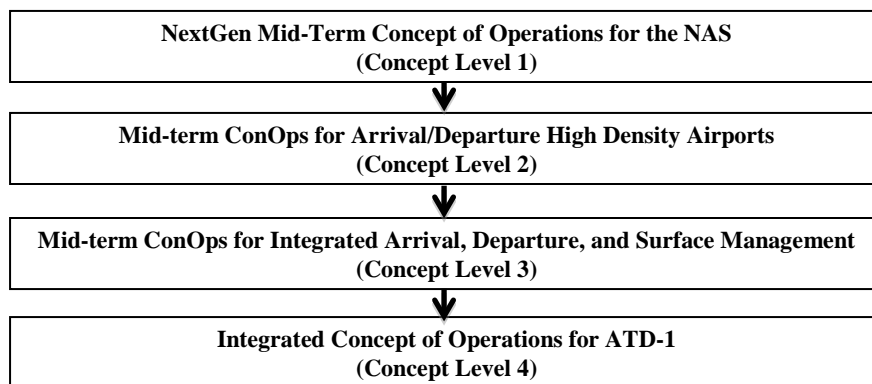 NextGen Mid-Term Concept of Operations for the NAS
(Concept Level 1)
Mid-term ConOps for Arrival/Departure High Density Airports
(Concept Level 2)
Mid-term ConOps for Integrated Arrival, Departure, and Surface Management
(Concept Level 3)
Integrated Concept of Operations for ATD-1
(Concept Level 4)